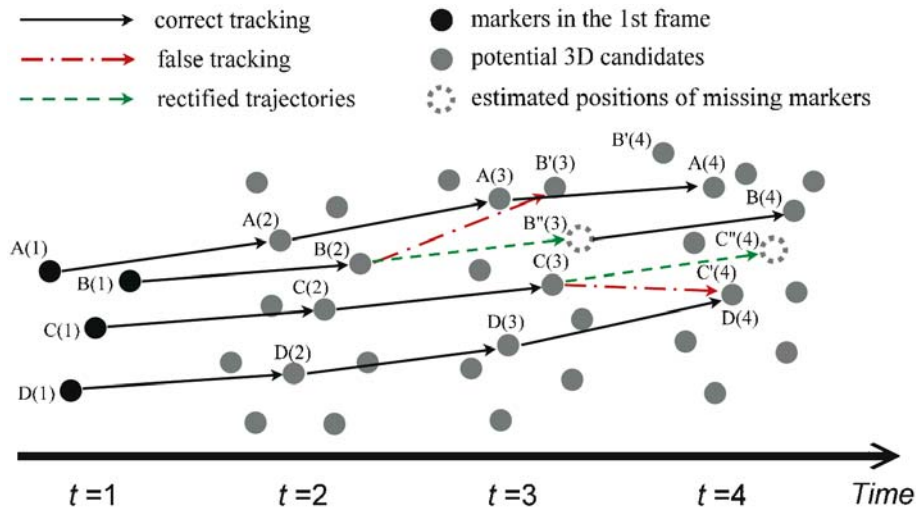 correct tracking
markers in the 1st frame
false tracking
potential 3D candidates
rectified trajectories
estimated positions of missing markers
B'(4)
A(3)
B'(3)
A(4)
A(2)
B(4)
B"(3)
A(1)
B(2)
C"(4)
B(1)
C(3)
C'(4)
C(2)
C(1)
D(4)
D(3)
D(2)
D(1)
t =1
t =2
t =3
t =4
Time